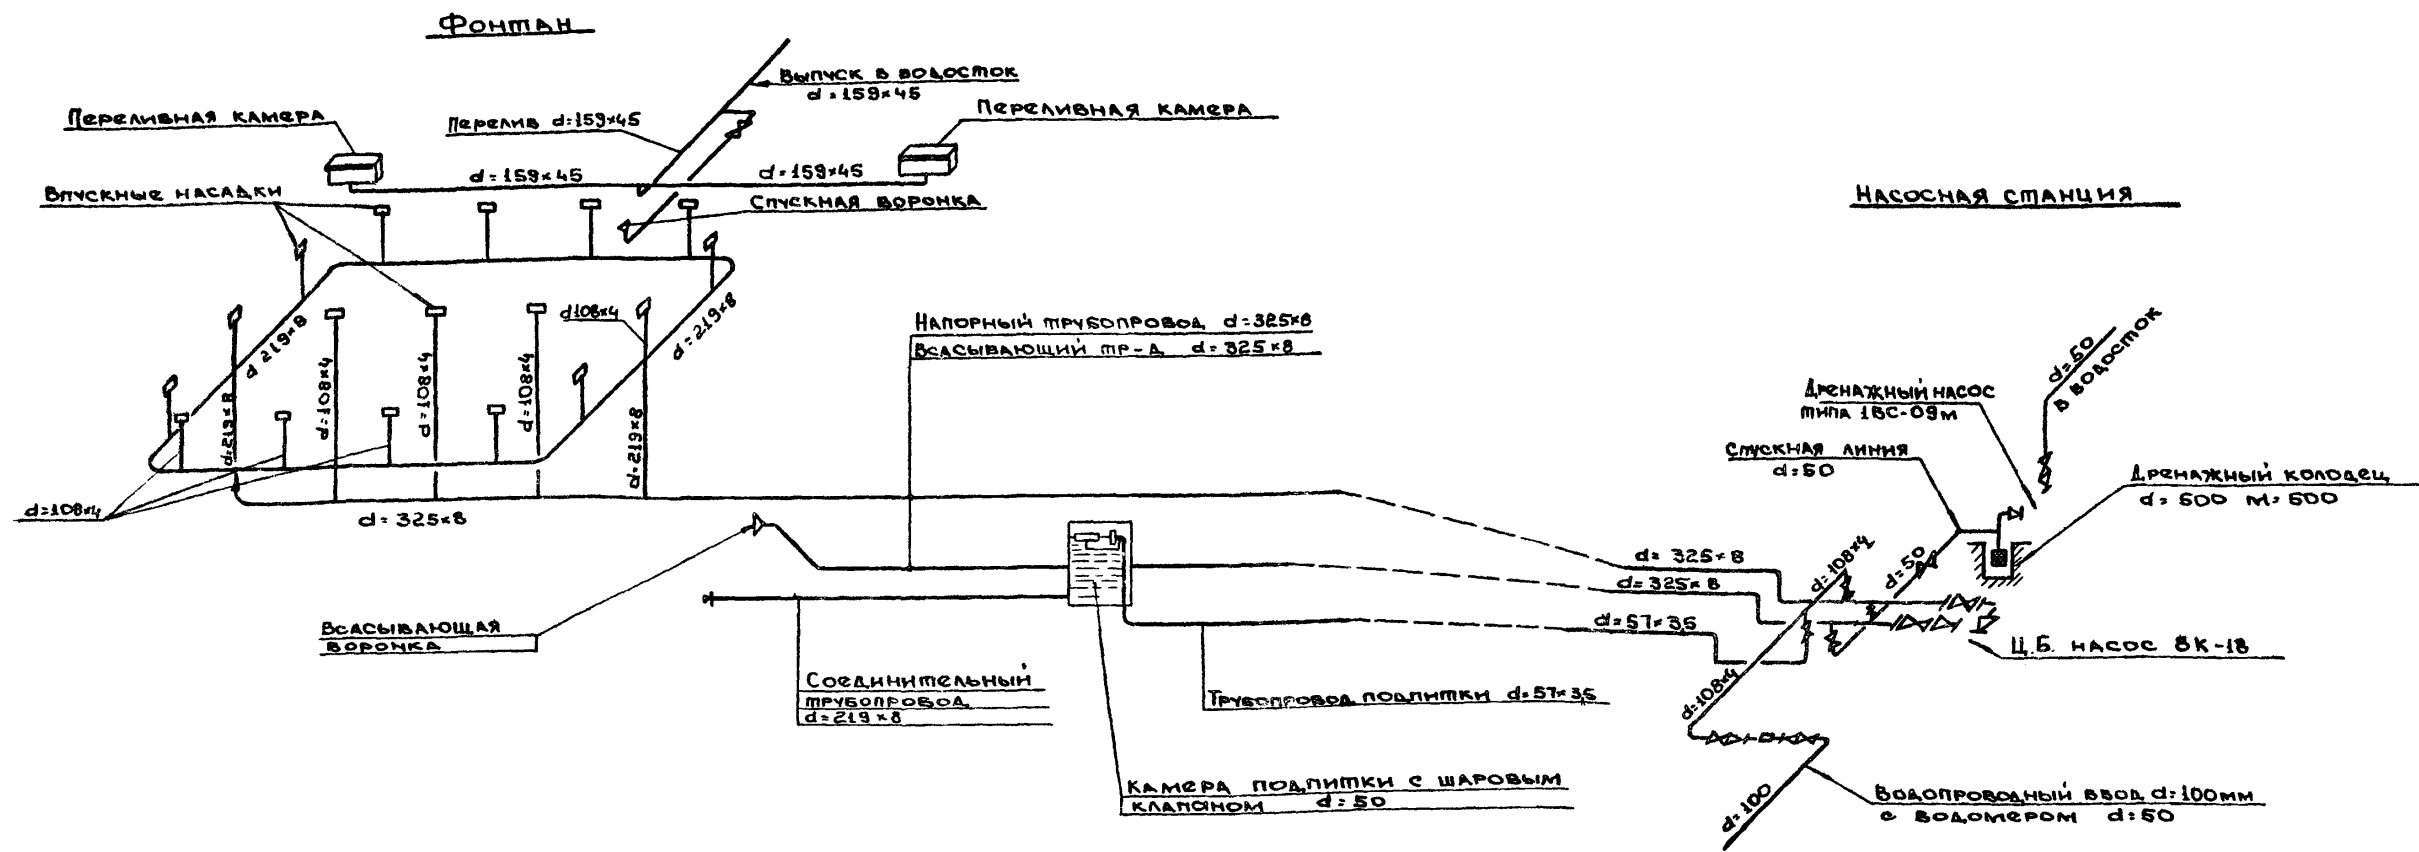 Фонтан
Выпуск в водосток
d=159×45
Переливная камера
Перелив d=159×45
Переливная камера
d=159×45
d=159×45
Впускные насадки
Спускная воронка
Насосная станция
d 219×8
d108×4
d=219×8
d=219×8
d=108×4
d=108×4
d=108×4
d=219×8
d=108×4
d=325×8
Напорный трубопровод d=325×8
Всасывающий тр-д d=325×8
d=50
в водосток
Дренажный насос
типа 1ВС-09м
Спускная линия
d=50
Дренажный колодец
d=500 м=500
d=325×8
d=325×8
d=57×35
d=108×4
d=50
Всасывающая
воронка
Ц.Б. насос 8К-18
Соединительный
трубопровод
d=219×8
Трубопровод подпитки d=57×35
d=108×4
Камера подпитки с шаровым
клапаном d=50
d=100
Водопроводный ввод d=100мм
с водомером d=50